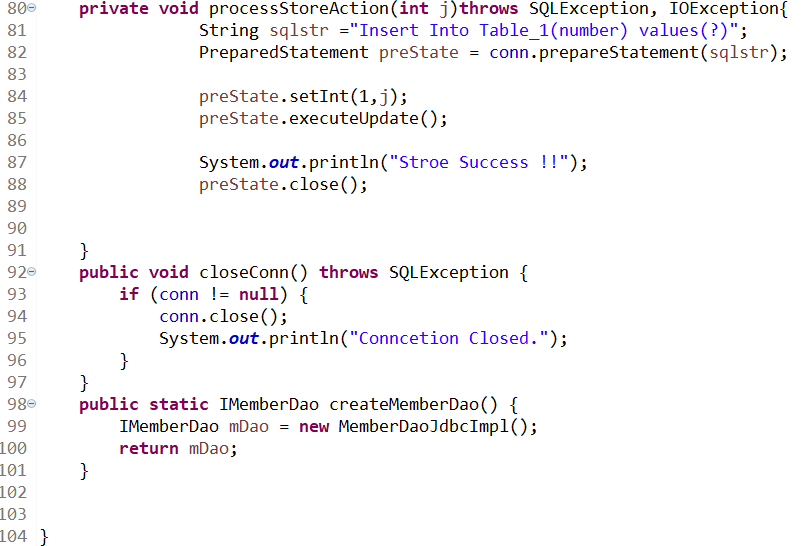 80 private void processStoreAction(int j)throws SQLException, IOException{
81 String sqlstr ="Insert Into Table_1(number) values(?)";
82 PreparedStatement preState = conn.prepareStatement(sqlstr);
83
84 preState.setInt(1,j);
85 preState.executeUpdate();
86
87 System.out.println("Stroe Success !!");
88 preState.close();
89
90
91 }
92 public void closeConn() throws SQLException {
93 if (conn != null) {
94 conn.close();
95 System.out.println("Conncetion Closed.");
96 }
97 }
98 public static IMemberDao createMemberDao() {
99 IMemberDao mDao = new MemberDaoJdbcImpl();
100 return mDao;
101 }
102
103
104 }